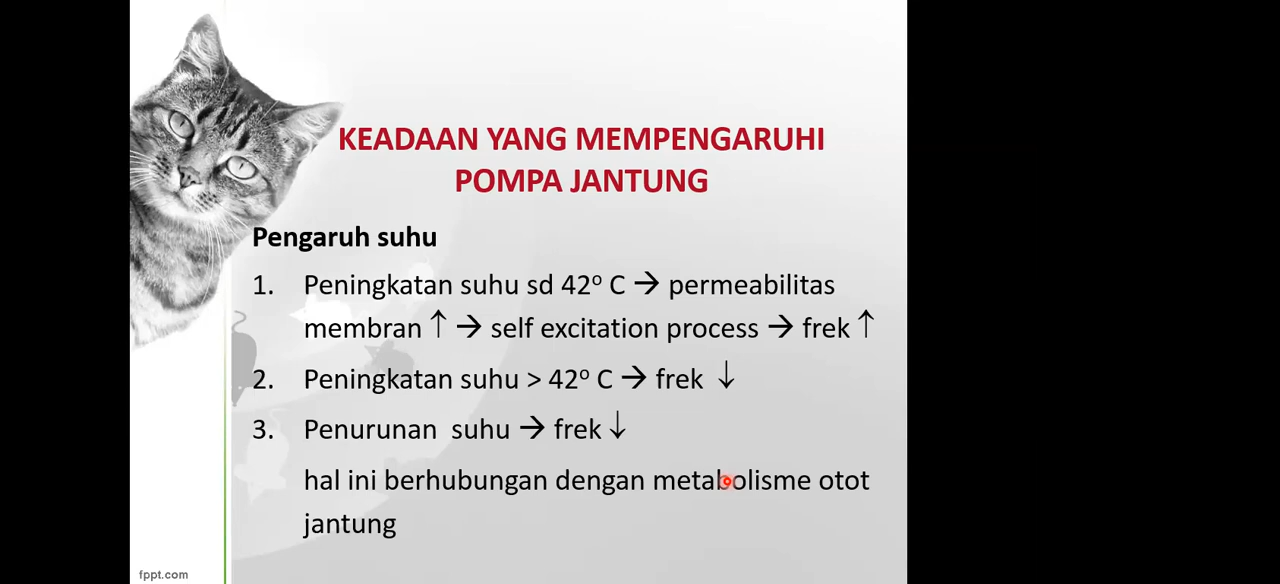 KEADAAN YANG MEMPENGARUHI
POMPA JANTUNG
Pengaruh suhu
1. Peningkatan suhu sd 42° C → permeabilitas
membran ↑ → self excitation process → frek ↑
2. Peningkatan suhu > 42° C → frek ↓
3. Penurunan suhu → frek ↓
hal ini berhubungan dengan metabolisme otot
jantung
fppt.com